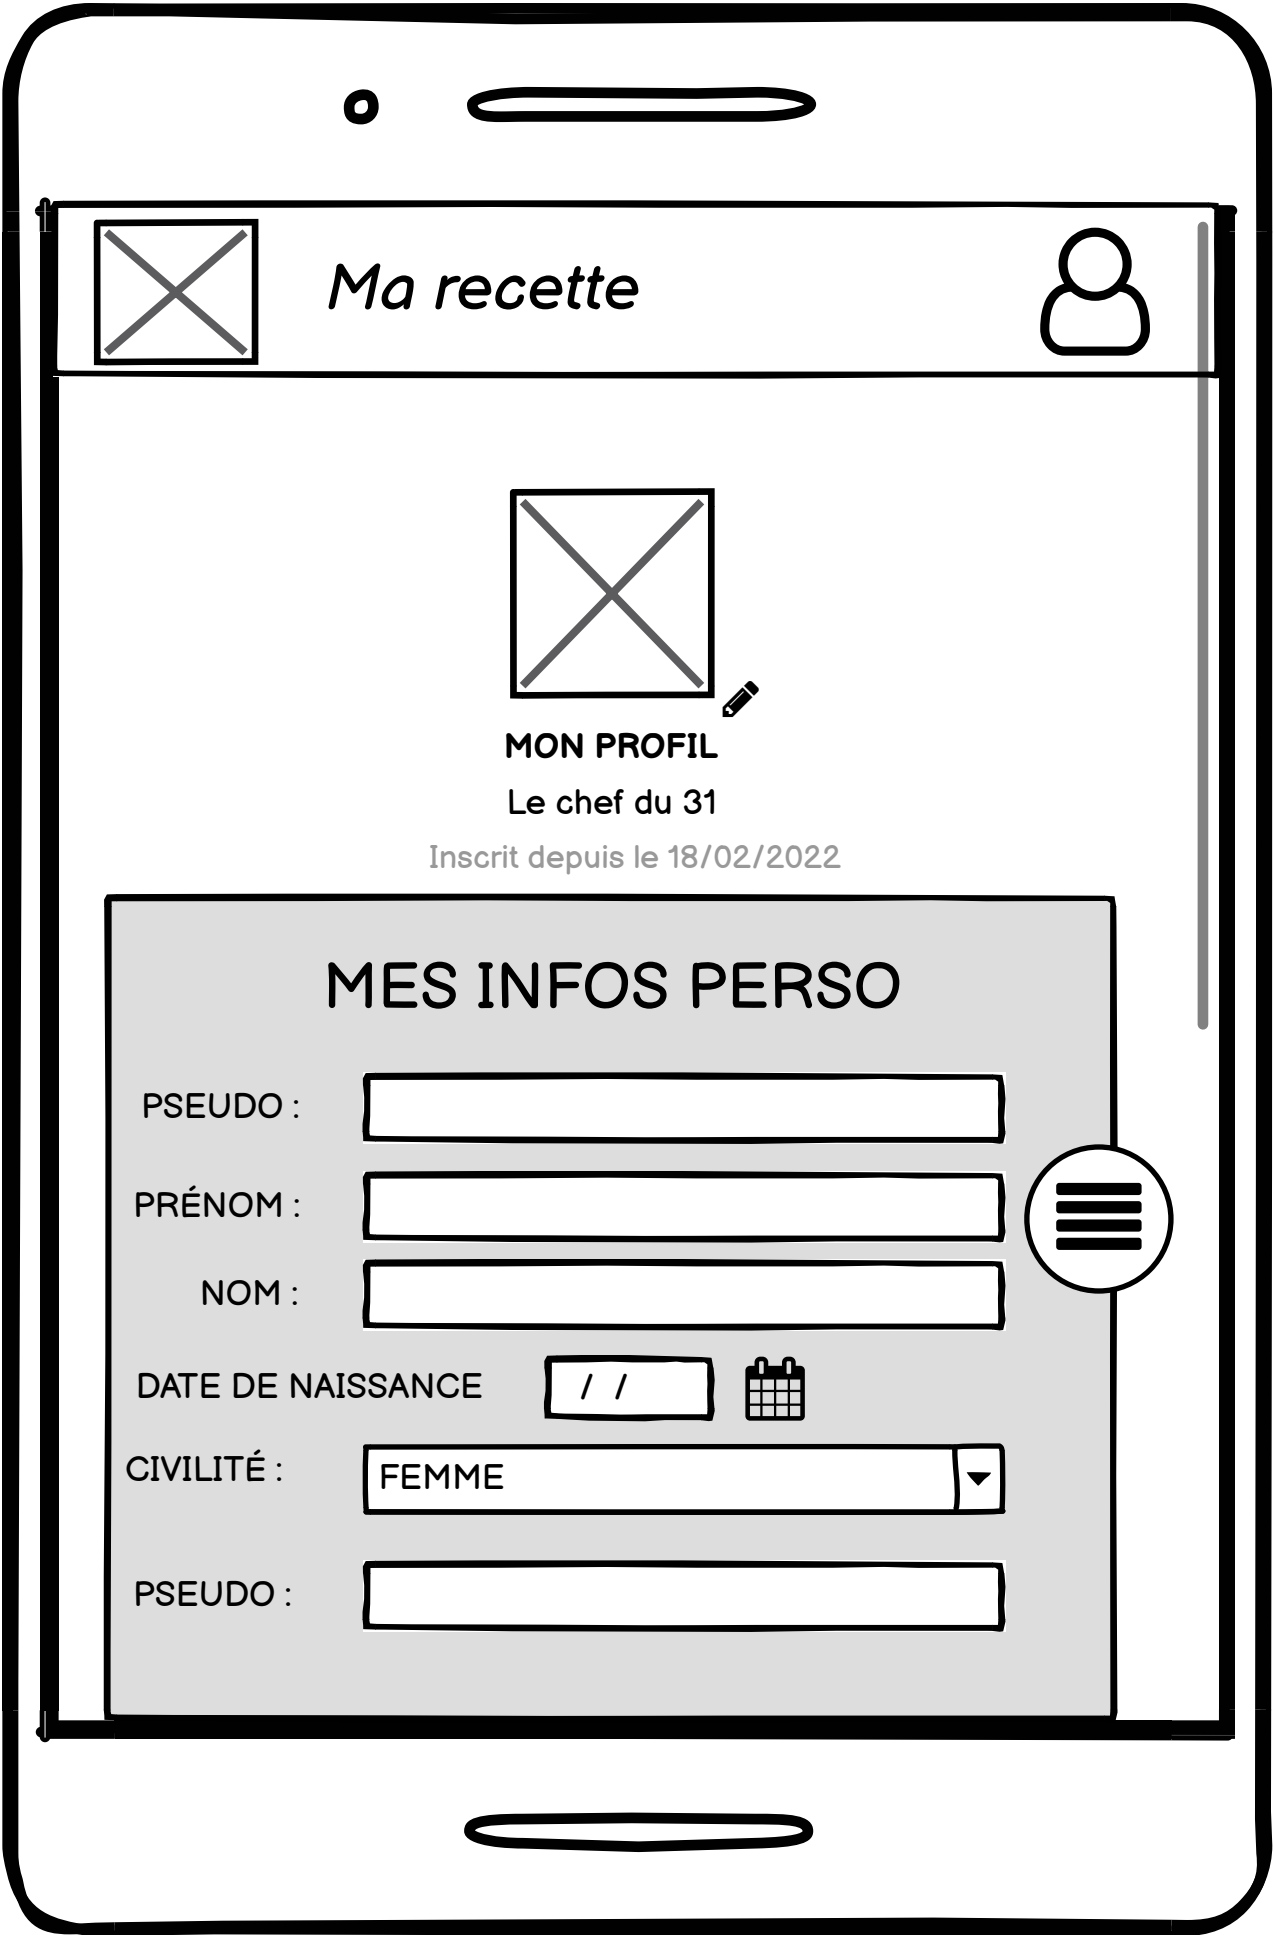 Ma recette
MON PROFIL
Le chef du 31
Inscrit depuis le 18/02/2022
MES INFOS PERSO
PSEUDO :
PRÉNOM :
NOM :
DATE DE NAISSANCE / /
CIVILITÉ : FEMME
PSEUDO :